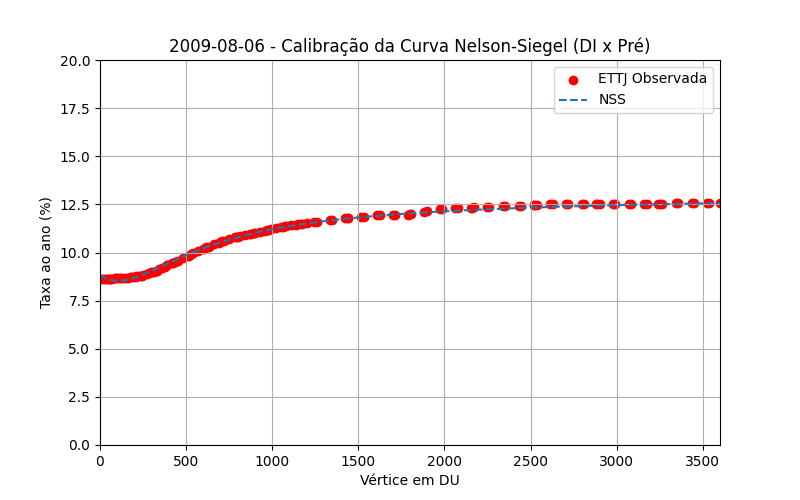 2009-08-06 - Calibração da Curva Nelson-Siegel (DI x Pré)
ETTJ Observada
NSS
Taxa ao ano (%)
20.0
17.5
15.0
12.5
10.0
7.5
5.0
2.5
0.0
0 500 1000 1500 2000 2500 3000 3500
Vértice em DU